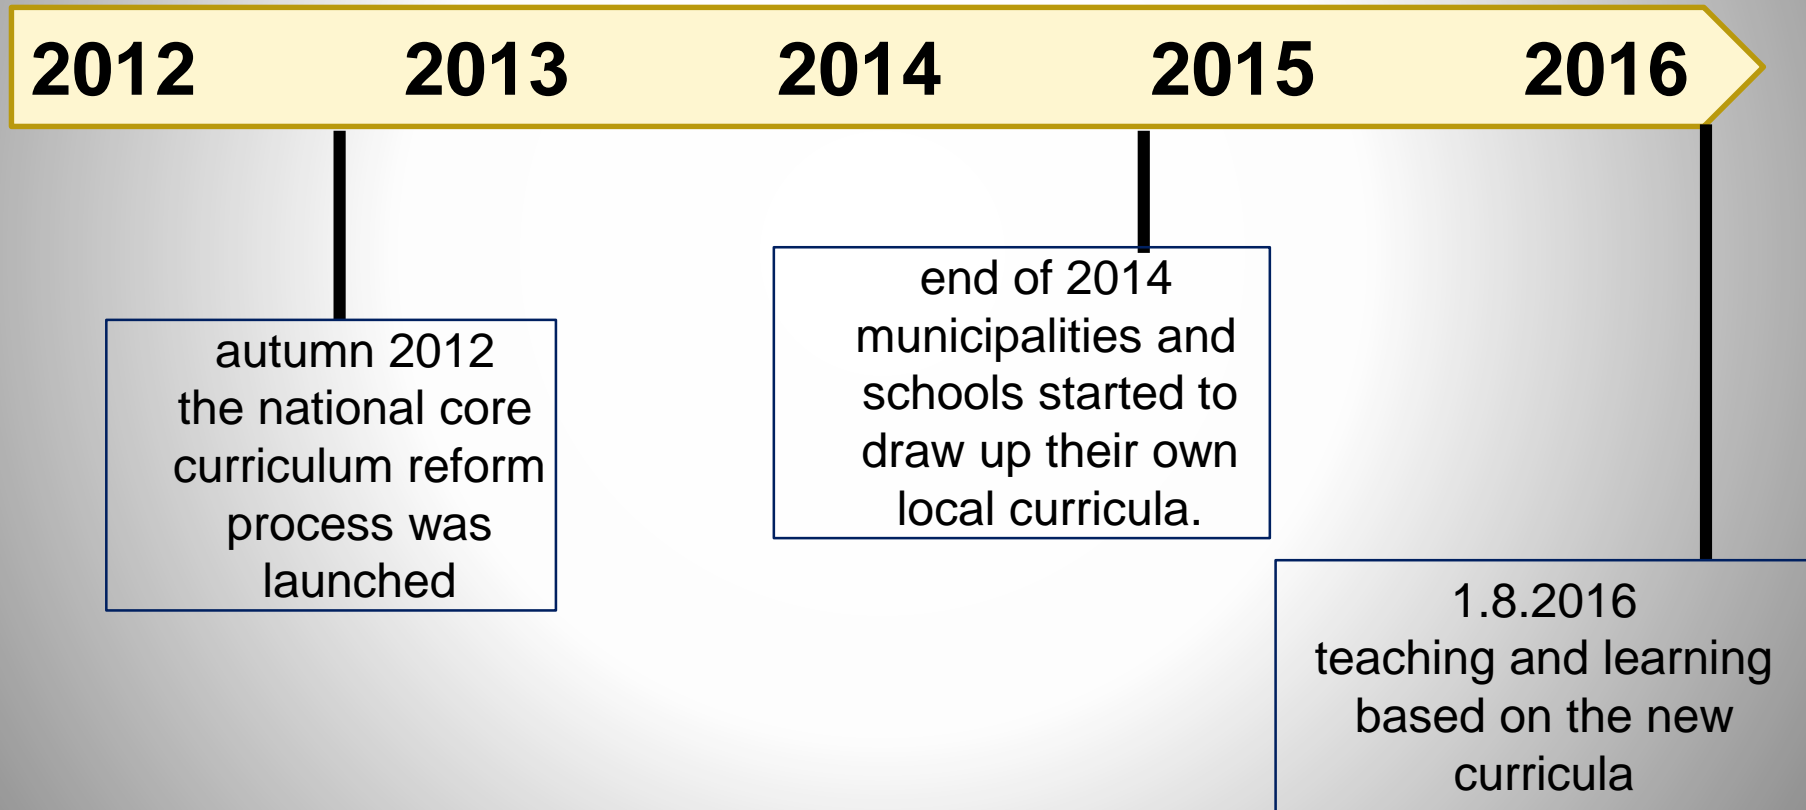 2012 2013 2014 2015 2016
autumn 2012
the national core
curriculum reform
process was
launched
end of 2014
municipalities and
schools started to
draw up their own
local curricula.
1.8.2016
teaching and learning
based on the new
curricula